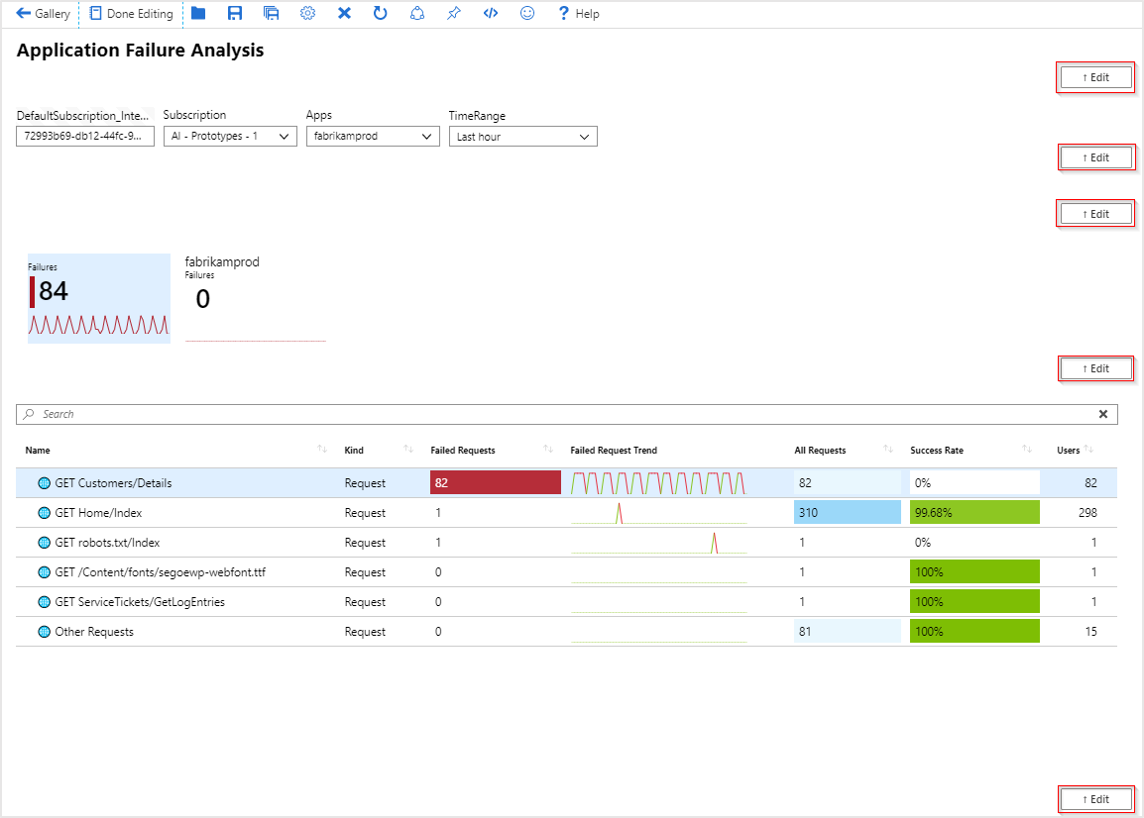 Gallery Done Editing Help
Application Failure Analysis
↑ Edit
DefaultSubscription_Inte... Subscription Apps TimeRange
72993b69-db12-44fc-9... AI - Prototypes - 1 fabrikamprod Last hour
↑ Edit
↑ Edit
Failures
84
fabrikamprod
Failures
0
↑ Edit
Search
Name Kind Failed Requests Failed Request Trend All Requests Success Rate Users
GET Customers/Details Request 82 82 0% 82
GET Home/Index Request 1 310 99.68% 298
GET robots.txt/Index Request 1 1 0% 1
GET /Content/fonts/segoewp-webfont.ttf Request 0 1 100% 1
GET ServiceTickets/GetLogEntries Request 0 1 100% 1
Other Requests Request 0 81 100% 15
↑ Edit